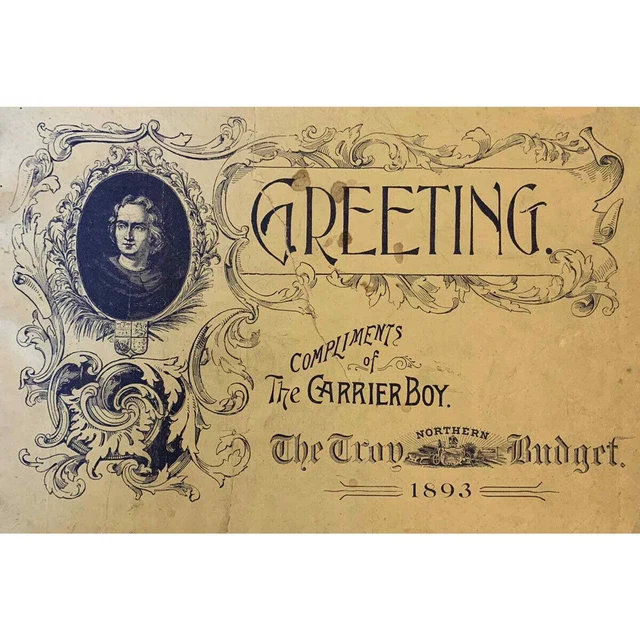 GREETING.
COMPLIMENTS
of
The CARRIER BOY.
The Troy NORTHERN Budget.
1893